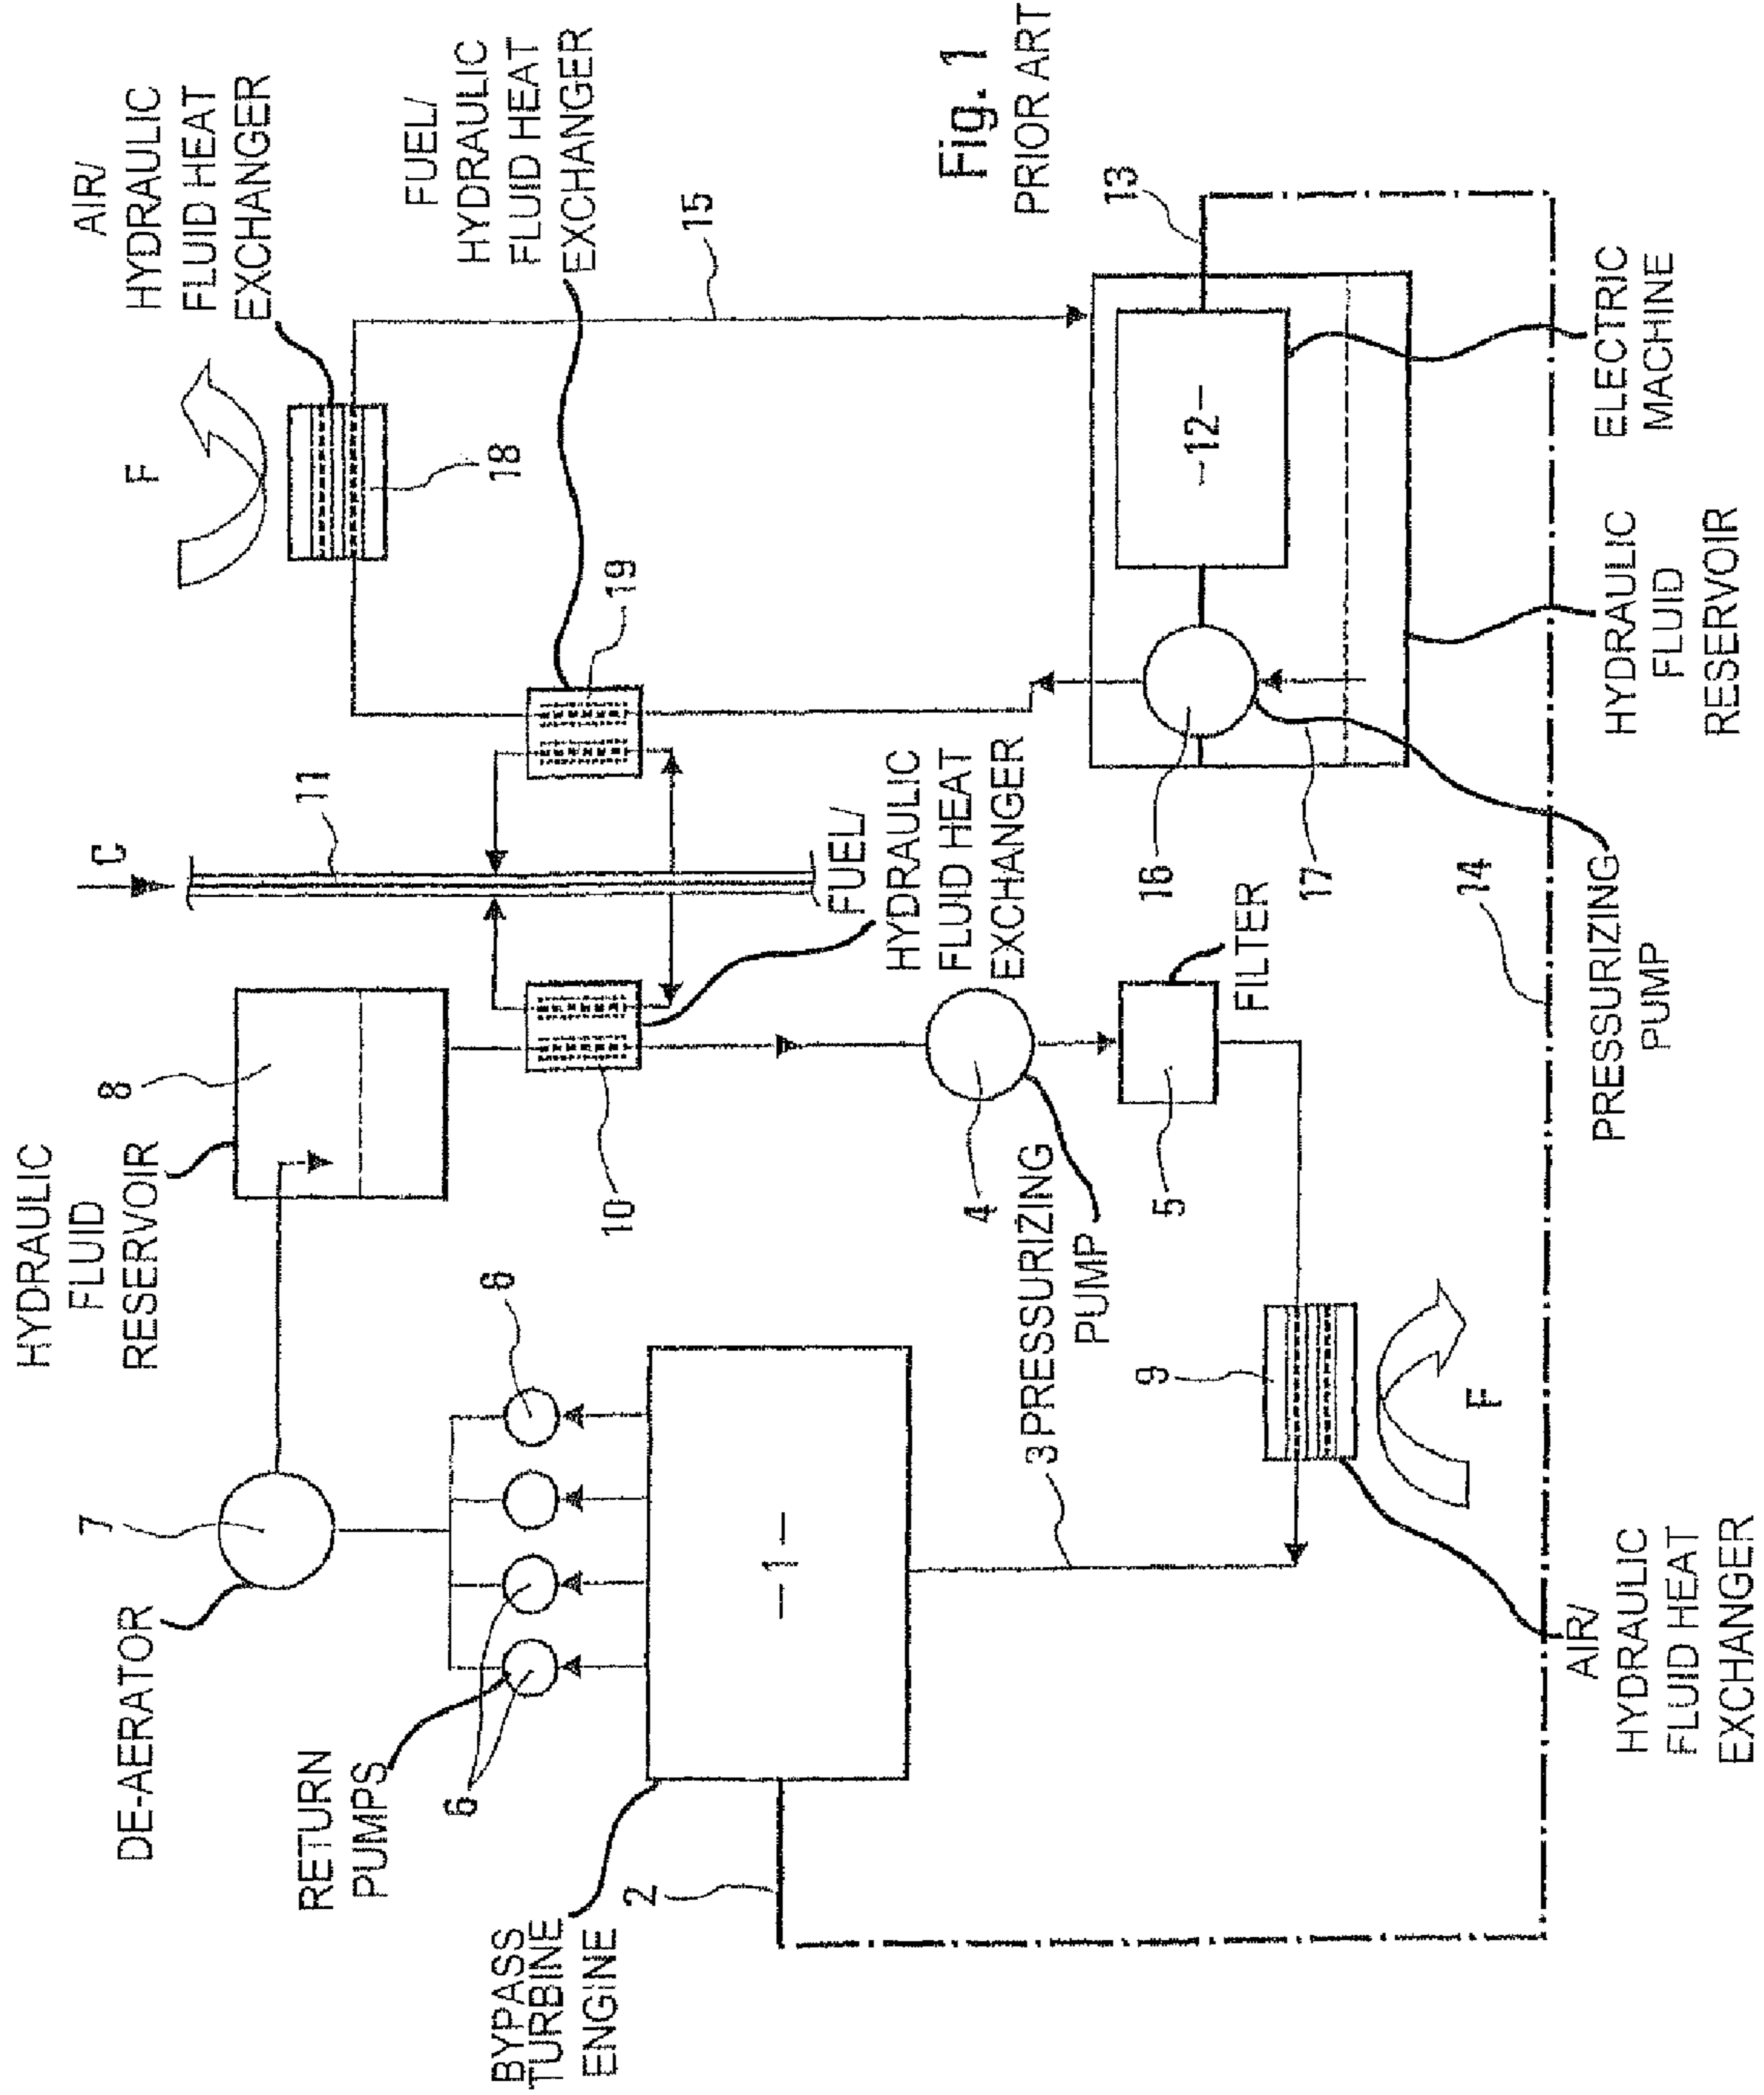 HYDRAULIC
FLUID
RESERVOIR
8
DE-AERATOR
7
RETURN
PUMPS
6
6
BYPASS
TURBINE
ENGINE
2
–1–
3
PRESSURIZING
PUMP
4
5
FILTER
9
F
AIR/
HYDRAULIC
FLUID HEAT
EXCHANGER
10
FUEL/
HYDRAULIC
FLUID HEAT
EXCHANGER
C
11
F
AIR/
HYDRAULIC
FLUID HEAT
EXCHANGER
18
FUEL/
HYDRAULIC
FLUID HEAT
EXCHANGER
19
15
Fig. 1
PRIOR ART
13
–12–
16
17
14
ELECTRIC
MACHINE
HYDRAULIC
FLUID
RESERVOIR
PRESSURIZING
PUMP